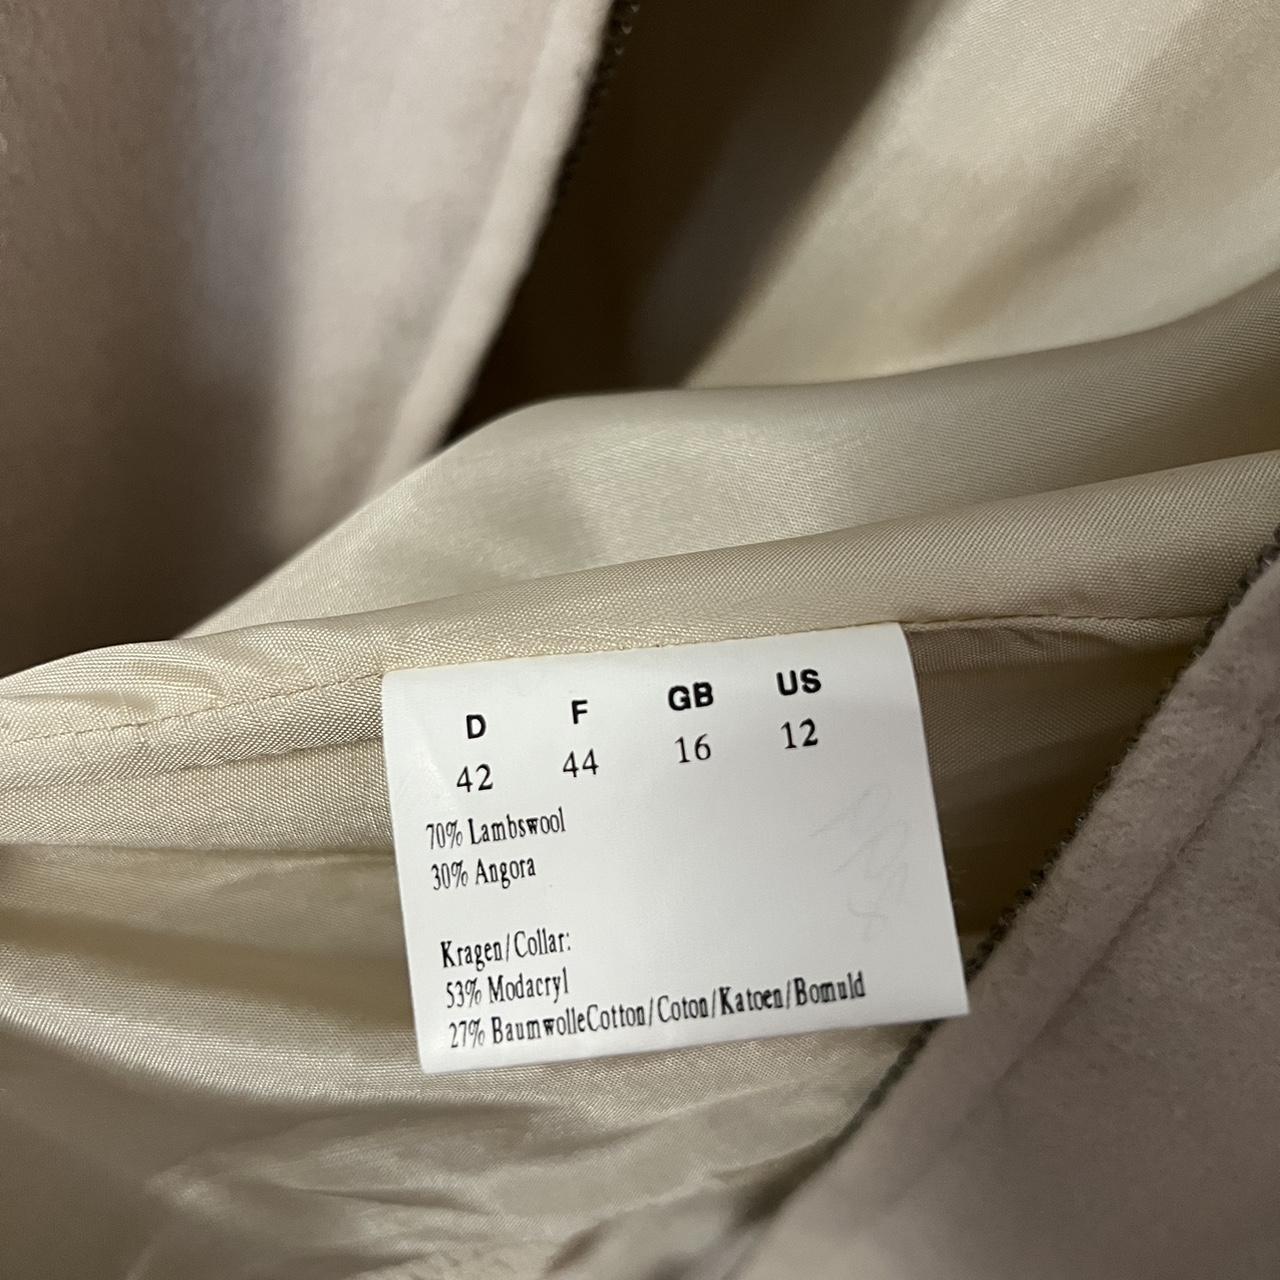 D F GB US
42 44 16 12
70% Lambswool
30% Angora
Kragen/Collar:
53% Modacryl
27% BaumwolleCotton/Coton/Katoen/Bomuld